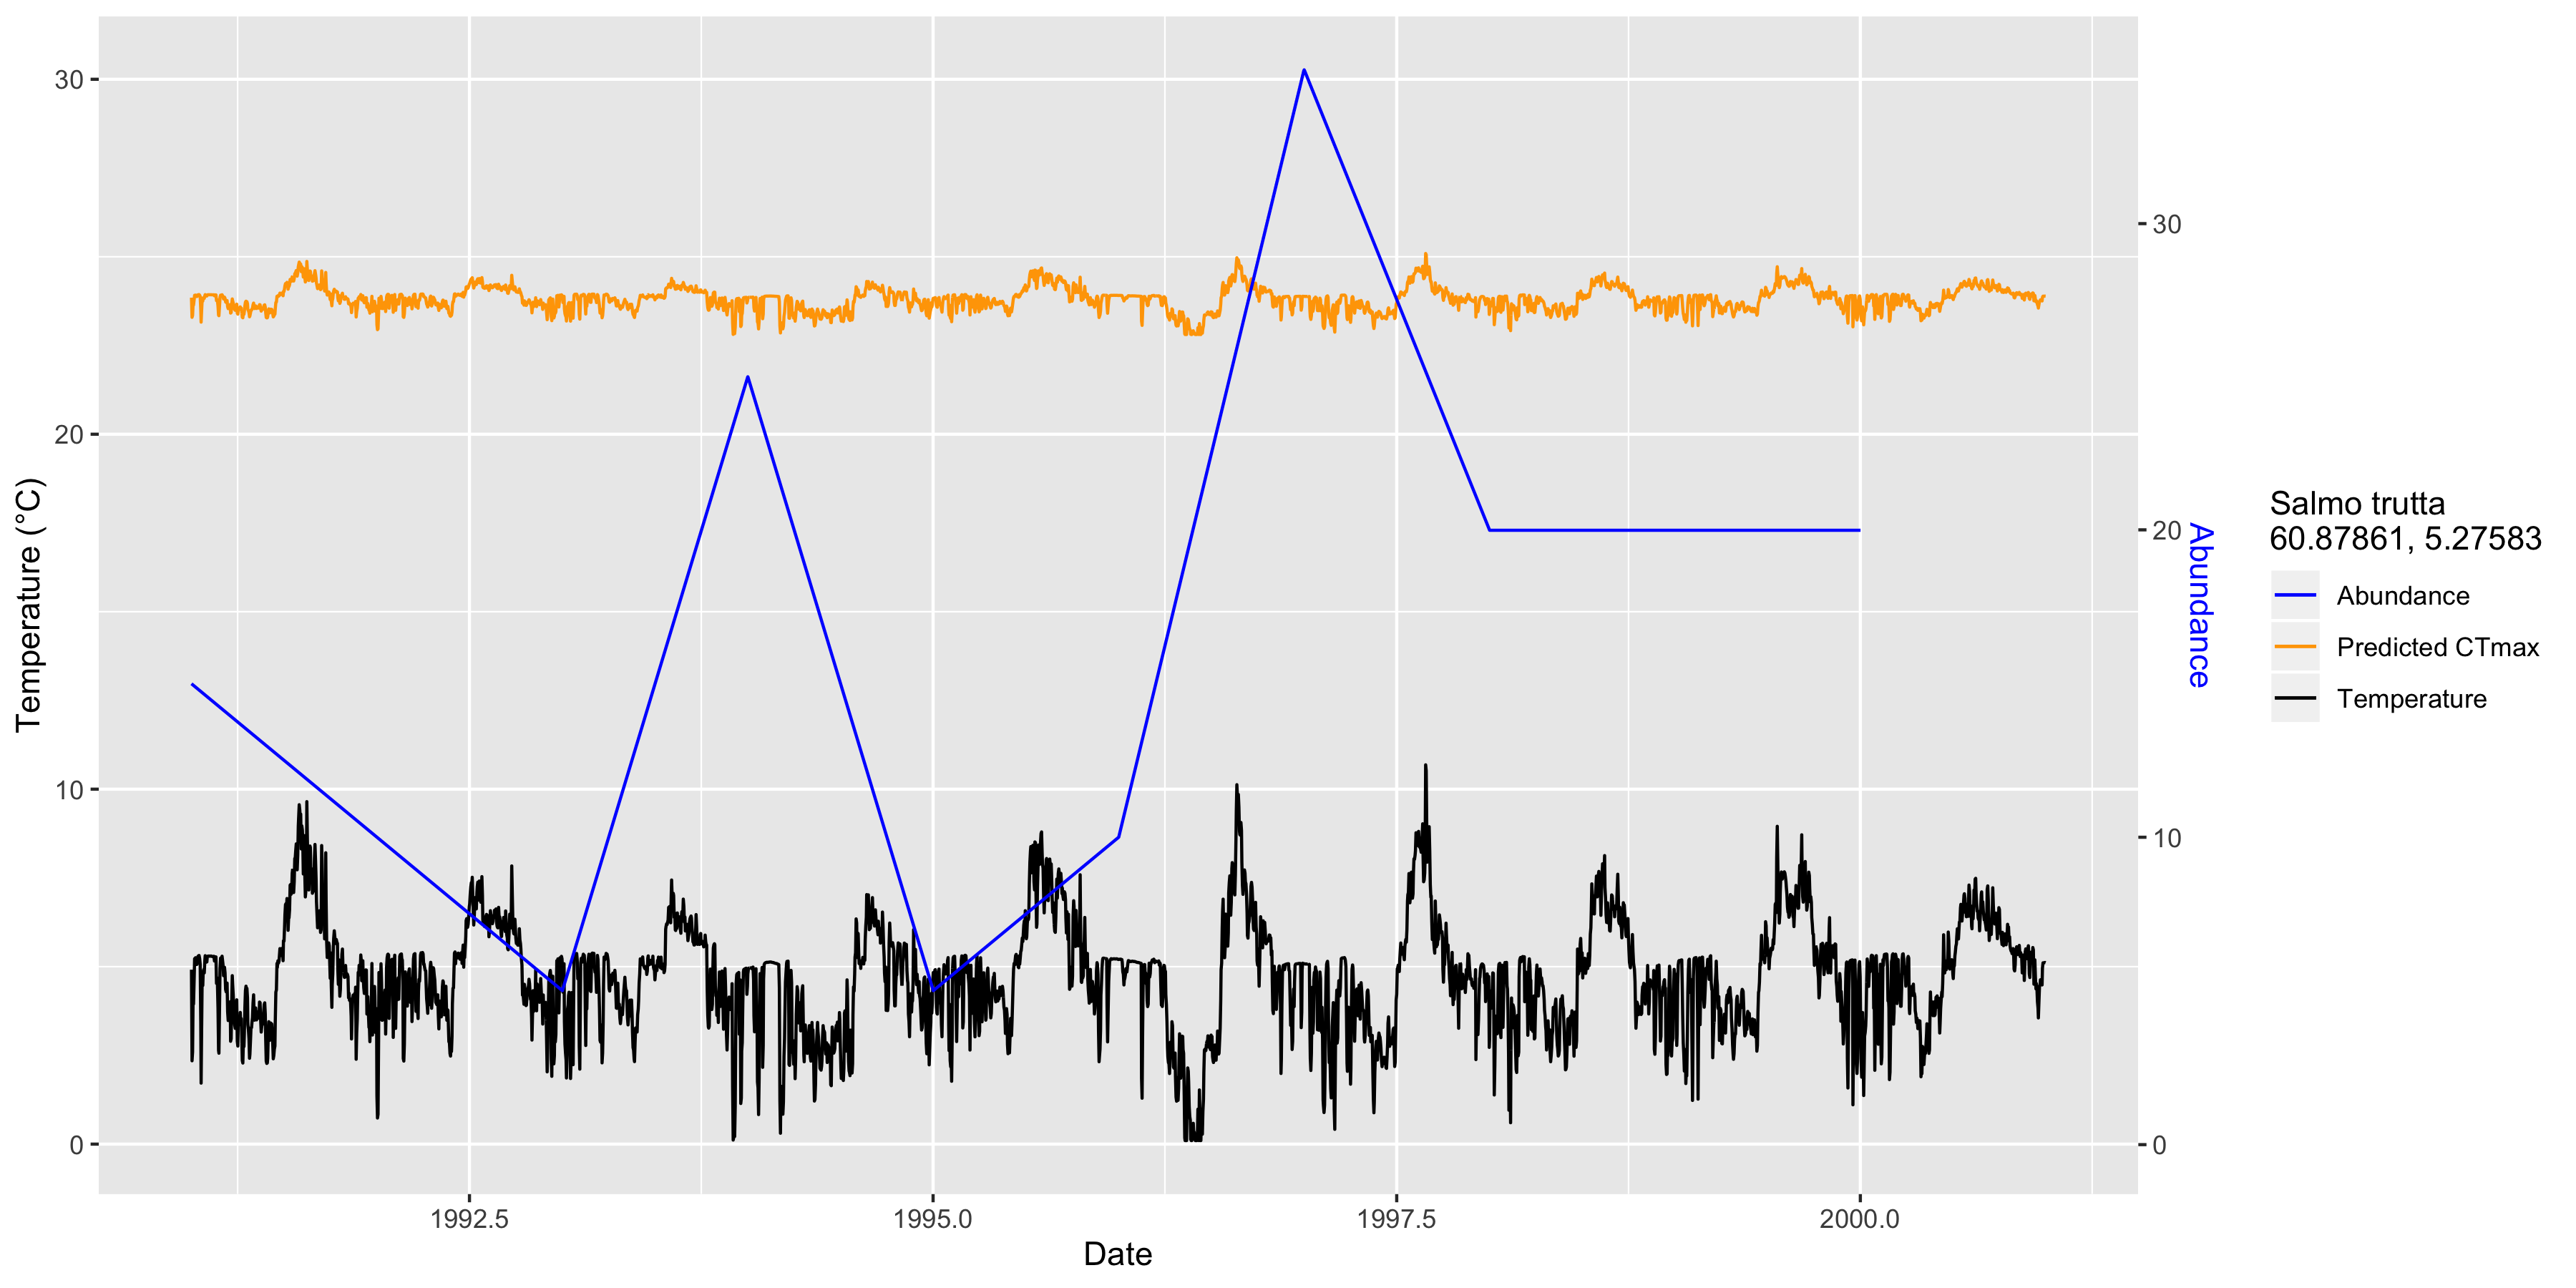 Temperature (°C)
30
20
10
0
1992.5
1995.0
1997.5
2000.0
Date
30
20
10
0
Abundance
Salmo trutta
60.87861, 5.27583
Abundance
Predicted CTmax
Temperature